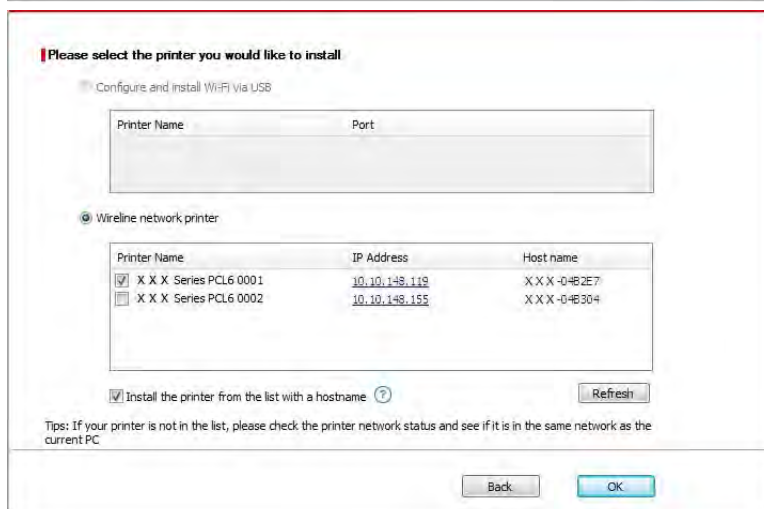 Please select the printer you would like to install
Configure and install Wi-Fi via USB
Printer Name Port
Wireline network printer
Printer Name IP Address Host name
X X X Series PCL6 0001 10.10.148.119 X X X -04B2E7
X X X Series PCL6 0002 10.10.148.155 X X X -04B304
Install the printer from the list with a hostname ? Refresh
Tips: If your printer is not in the list, please check the printer network status and see if it is in the same network as the
current PC
Back OK